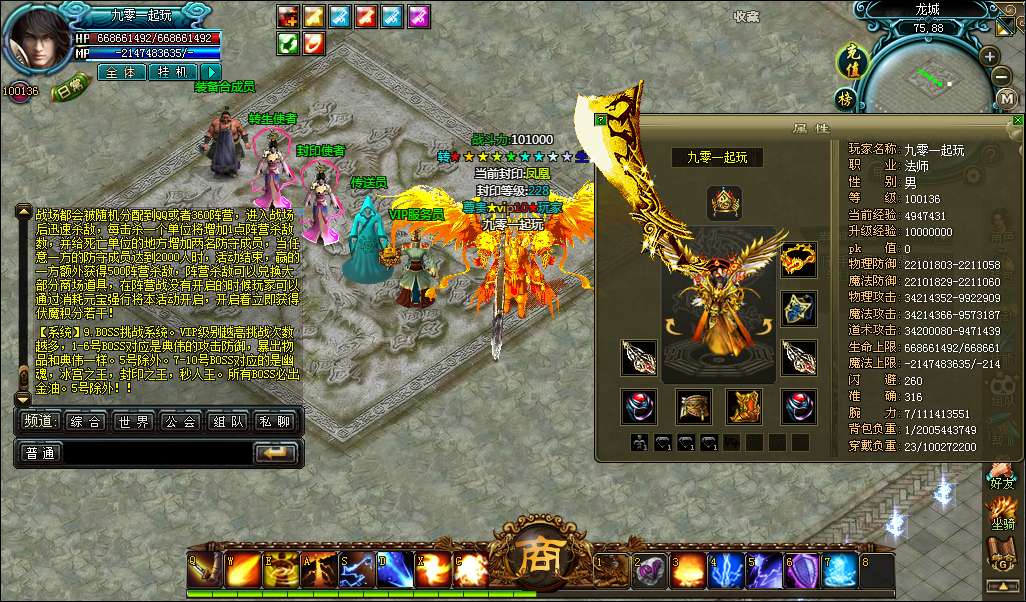 九零一起玩
HP 668661492/668661492
MP -2147483635/-
全体 挂机
100136
日常
收藏
龙城
75,88
充值
榜
M
装备合成员
转生使者
封印使者
传送员
VIP服务员
战斗力:101000
当前封印:凤凰
封印等级:228
尊贵★vip10★玩家
九零一起玩
战场都会被随机分配到QQ或者360阵营，进入战场
后迅速杀敌，每击杀一个单位将增加1点阵营杀敌
数，并给死亡单位的地方增加两名防守成员，当任
意一方的防守成员达到2000人时，活动结束，赢的
一方额外获得500阵营杀敌，阵营杀敌可以兑换大
部分商场道具，在阵营战没有开启的时候玩家可以
通过消耗元宝强行将本活动开启，开启着立即获得
伏魔积分若干！
【系统】9.BOSS挑战系统。VIP级别越高挑战次数
越多，1-6号BOSS对应是典伟的攻击防御，暴出物
品和典伟一样。5号除外。7-10号BOSS对应的是幽
魂，冰宫之王，封印之王，秒人王。所有BOSS必出
金油。5号除外！！
频道: 综合 世界 公会 组队 私聊
普通
属性
九零一起玩
玩家名称: 九零一起玩
职业: 法师
性别: 男
等级: 100136
当前经验: 4947431
升级经验: 10000000
pk值: 0
物理防御: 22101803-2211058
魔法防御: 22101829-2211060
物理攻击: 34214352-9922909
魔法攻击: 34214366-9573187
道术攻击: 34200080-9471439
生命上限: 668661492/668661
魔法上限: -2147483635/-214
闪避: 260
准确: 316
腕力: 7/111413551
背包负重: 1/2005443749
穿戴负重: 23/100272200
好友
坐骑
商
Q W E A S D X C
1 2 3 4 5 6 7 8